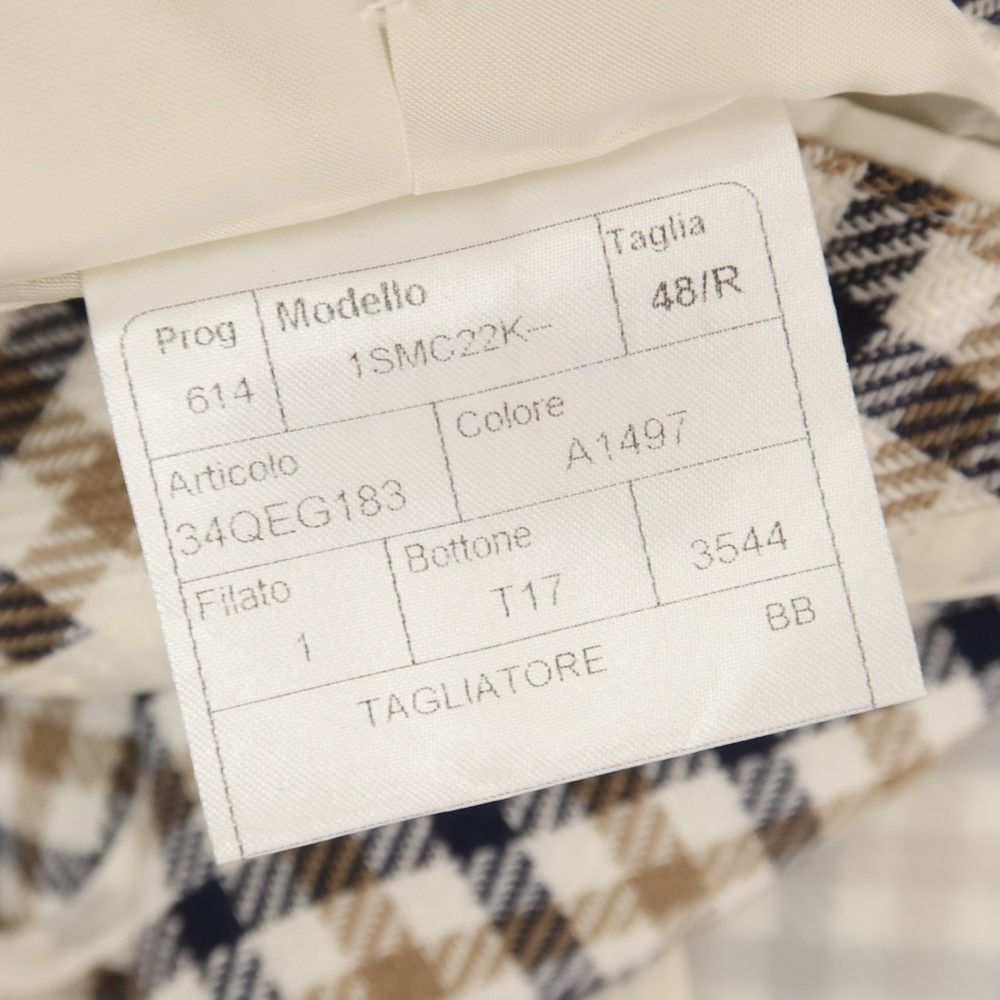 Prog Modello Taglia
614 1SMC22K-- 48/R
Articolo Colore
34QEG183 A1497
Filato Bottone
1 T17 3544
TAGLIATORE BB